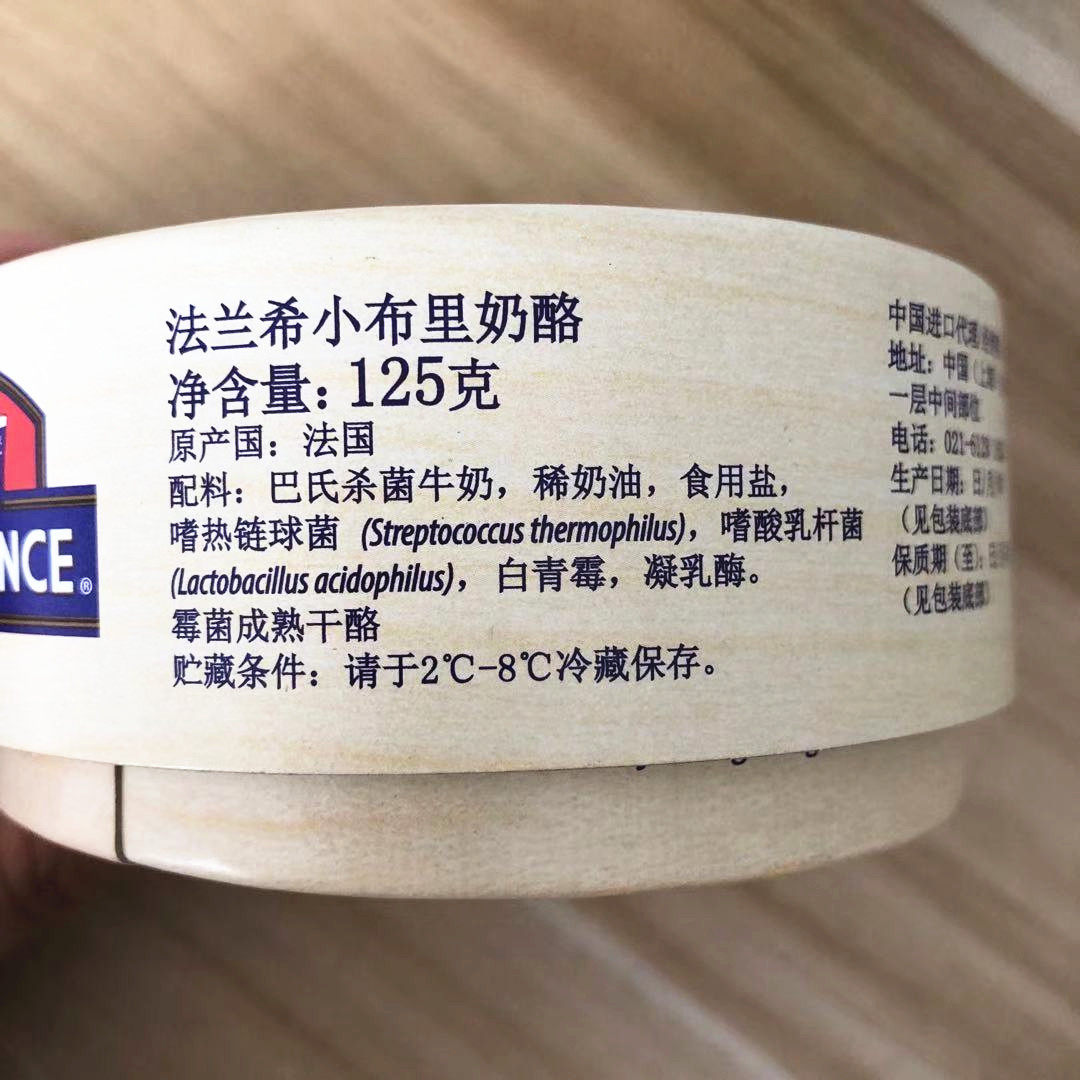 法兰希小布里奶酪
净含量：125克
原产国：法国
配料：巴氏杀菌牛奶，稀奶油，食用盐，
嗜热链球菌 (Streptococcus thermophilus)，嗜酸乳杆菌
(Lactobacillus acidophilus)，白青霉，凝乳酶。
霉菌成熟干酪
贮藏条件：请于2℃-8℃冷藏保存。
NCE®
中国进口代理
地址：中国（上
一层中间部位
电话：021-612
生产日期：日
（见包装底部）
保质期（至）：
（见包装底部）